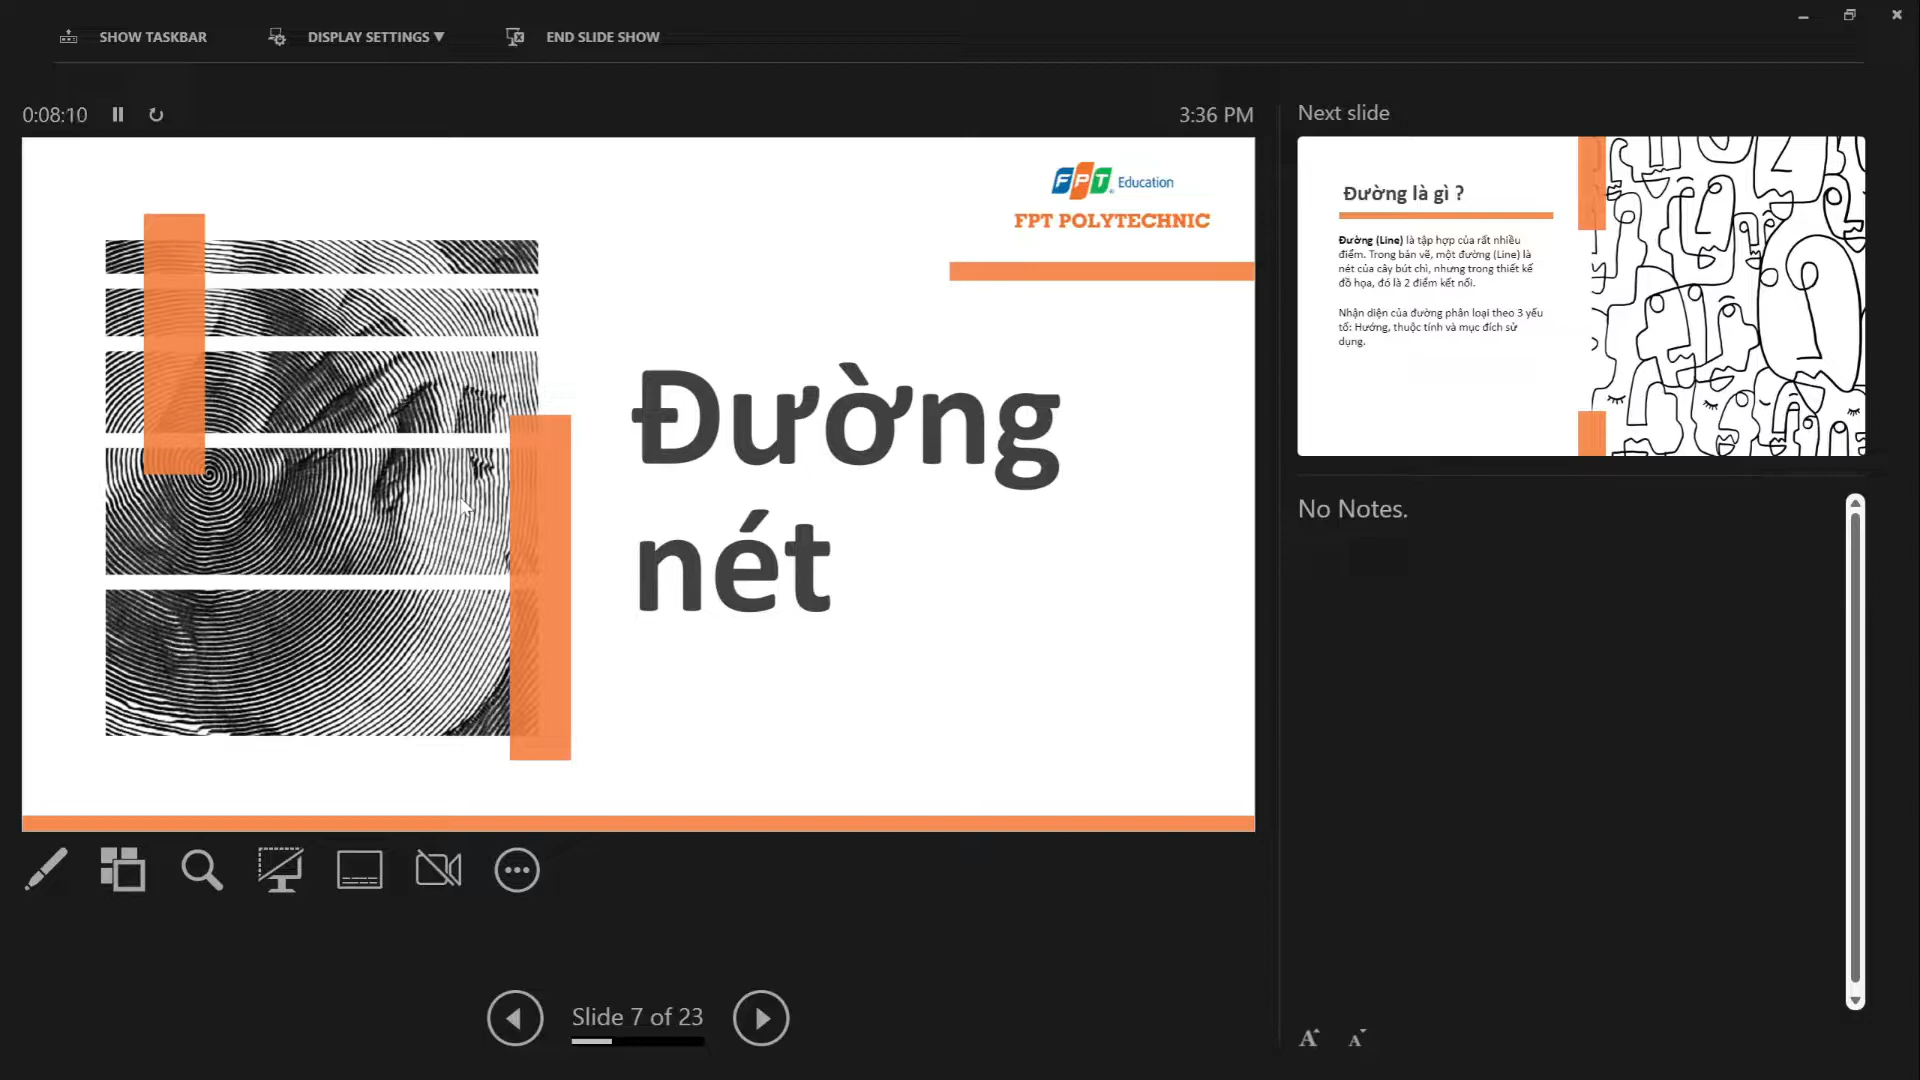 SHOW TASKBAR
DISPLAY SETTINGS ▼
END SLIDE SHOW
0:08:10
3:36 PM
FPT Education
FPT POLYTECHNIC
Đường
nét
Next slide
Đường là gì ?
Đường (Line) là tập hợp của rất nhiều
điểm. Trong bản vẽ, một đường (Line) là
nét của cây bút chì, nhưng trong thiết kế
đồ họa, đó là 2 điểm kết nối.
Nhận diện của đường phân loại theo 3 yếu
tố: Hướng, thuộc tính và mục đích sử
dụng.
No Notes.
Slide 7 of 23
A A